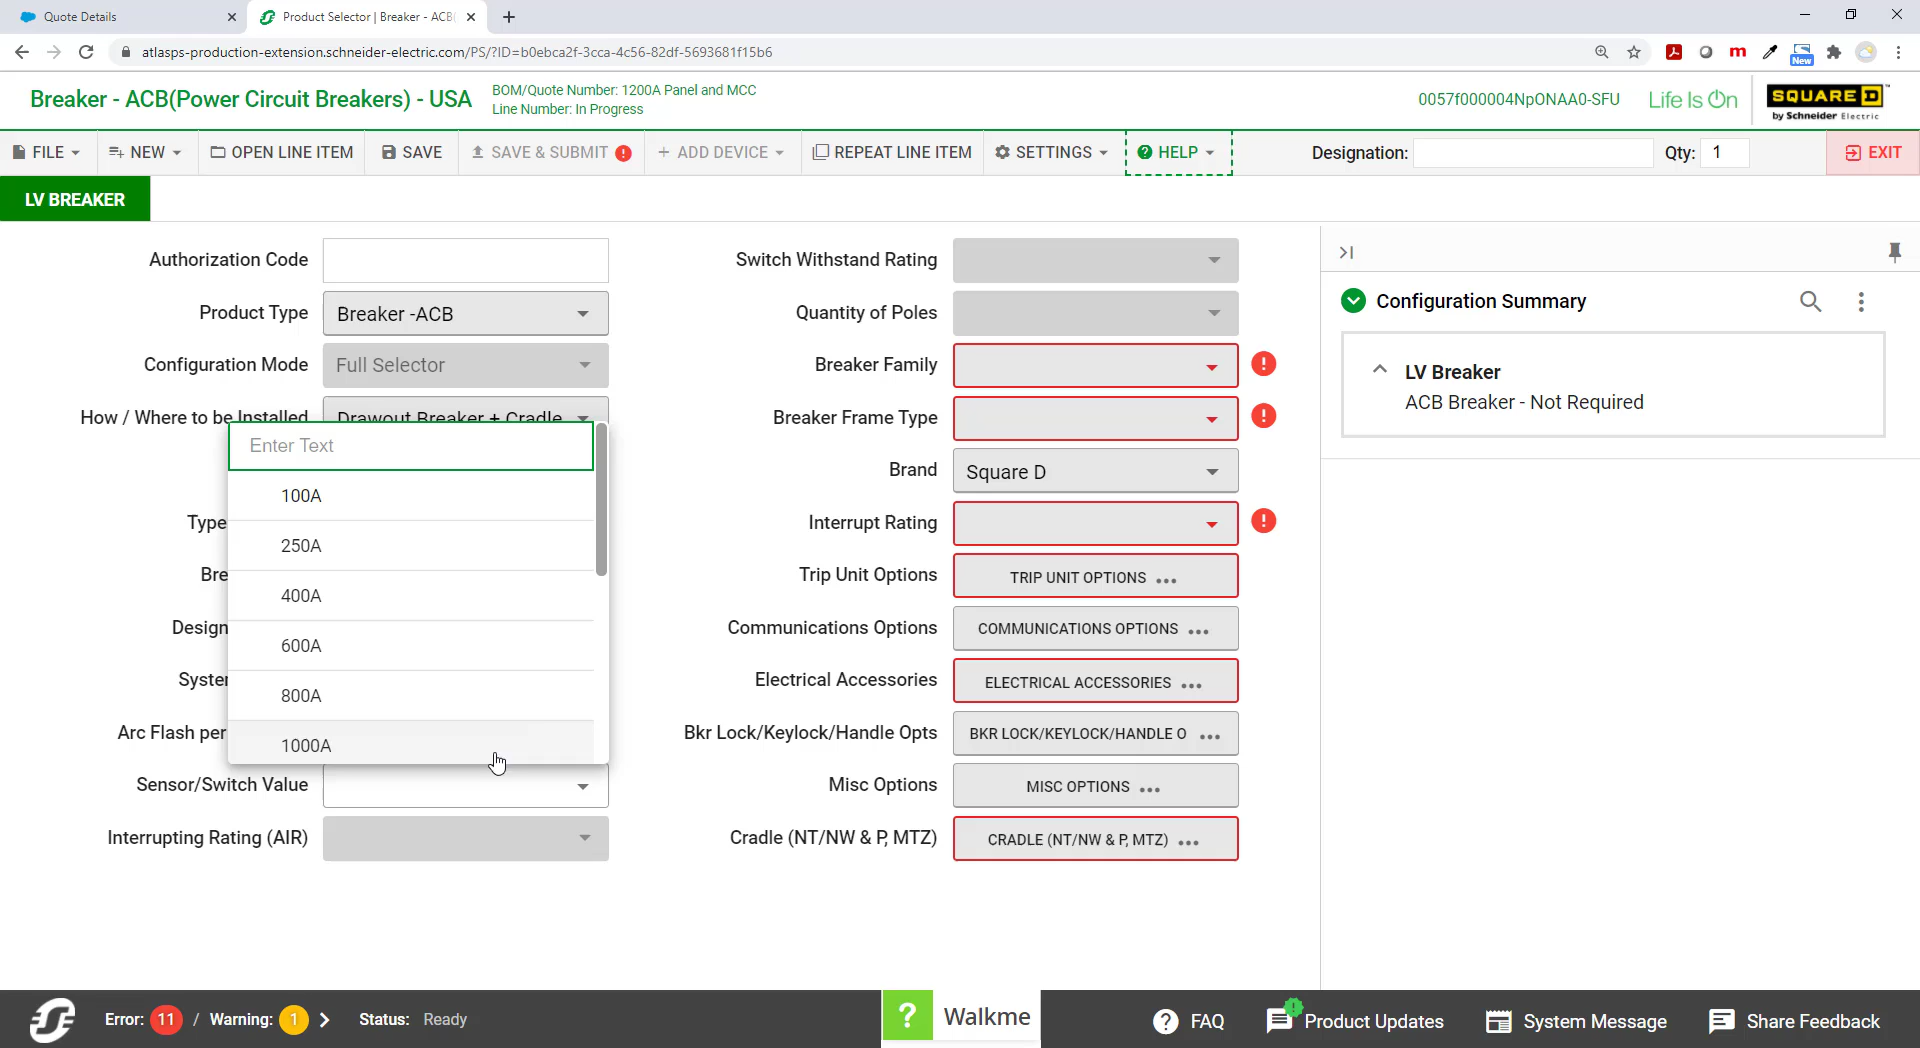 Quote Details
Product Selector | Breaker - ACB(
atlasps-production-extension.schneider-electric.com/PS/?ID=b0ebca2f-3cca-4c56-82df-5693681f15b6
m
New
Breaker - ACB(Power Circuit Breakers) - USA
BOM/Quote Number: 1200A Panel and MCC
Line Number: In Progress
0057f000004NpONAA0-SFU
Life Is On
SQUARE D
by Schneider Electric
FILE
NEW
OPEN LINE ITEM
SAVE
SAVE & SUBMIT
!
+ ADD DEVICE
REPEAT LINE ITEM
SETTINGS
? HELP
Designation:
Qty: 1
EXIT
LV BREAKER
Authorization Code
Product Type
Breaker -ACB
Configuration Mode
Full Selector
How / Where to be Installed
Drawout Breaker + Cradle
Enter Text
100A
250A
400A
600A
800A
1000A
Type
Bre
Design
System
Arc Flash per
Sensor/Switch Value
Interrupting Rating (AIR)
Switch Withstand Rating
Quantity of Poles
Breaker Family
!
Breaker Frame Type
!
Brand
Square D
Interrupt Rating
!
Trip Unit Options
TRIP UNIT OPTIONS ...
Communications Options
COMMUNICATIONS OPTIONS ...
Electrical Accessories
ELECTRICAL ACCESSORIES ...
Bkr Lock/Keylock/Handle Opts
BKR LOCK/KEYLOCK/HANDLE O ...
Misc Options
MISC OPTIONS ...
Cradle (NT/NW & P, MTZ)
CRADLE (NT/NW & P, MTZ) ...
Configuration Summary
LV Breaker
ACB Breaker - Not Required
Error: 11 / Warning: 1
Status: Ready
? Walkme
? FAQ
Product Updates
System Message
Share Feedback